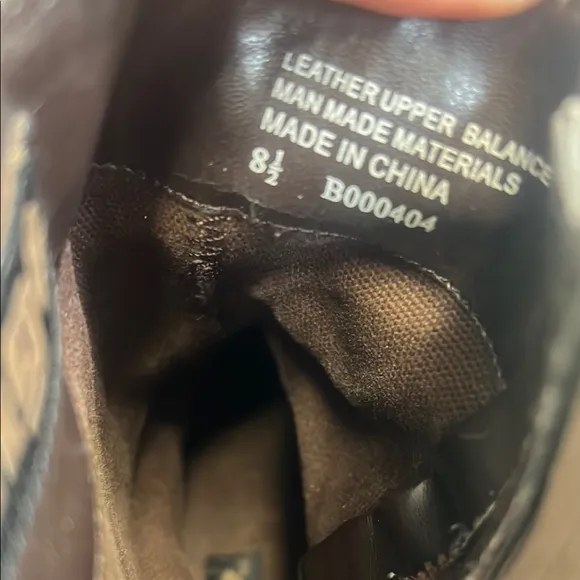 LEATHER UPPER BALANCE
MAN MADE MATERIALS
MADE IN CHINA
8½ B000404